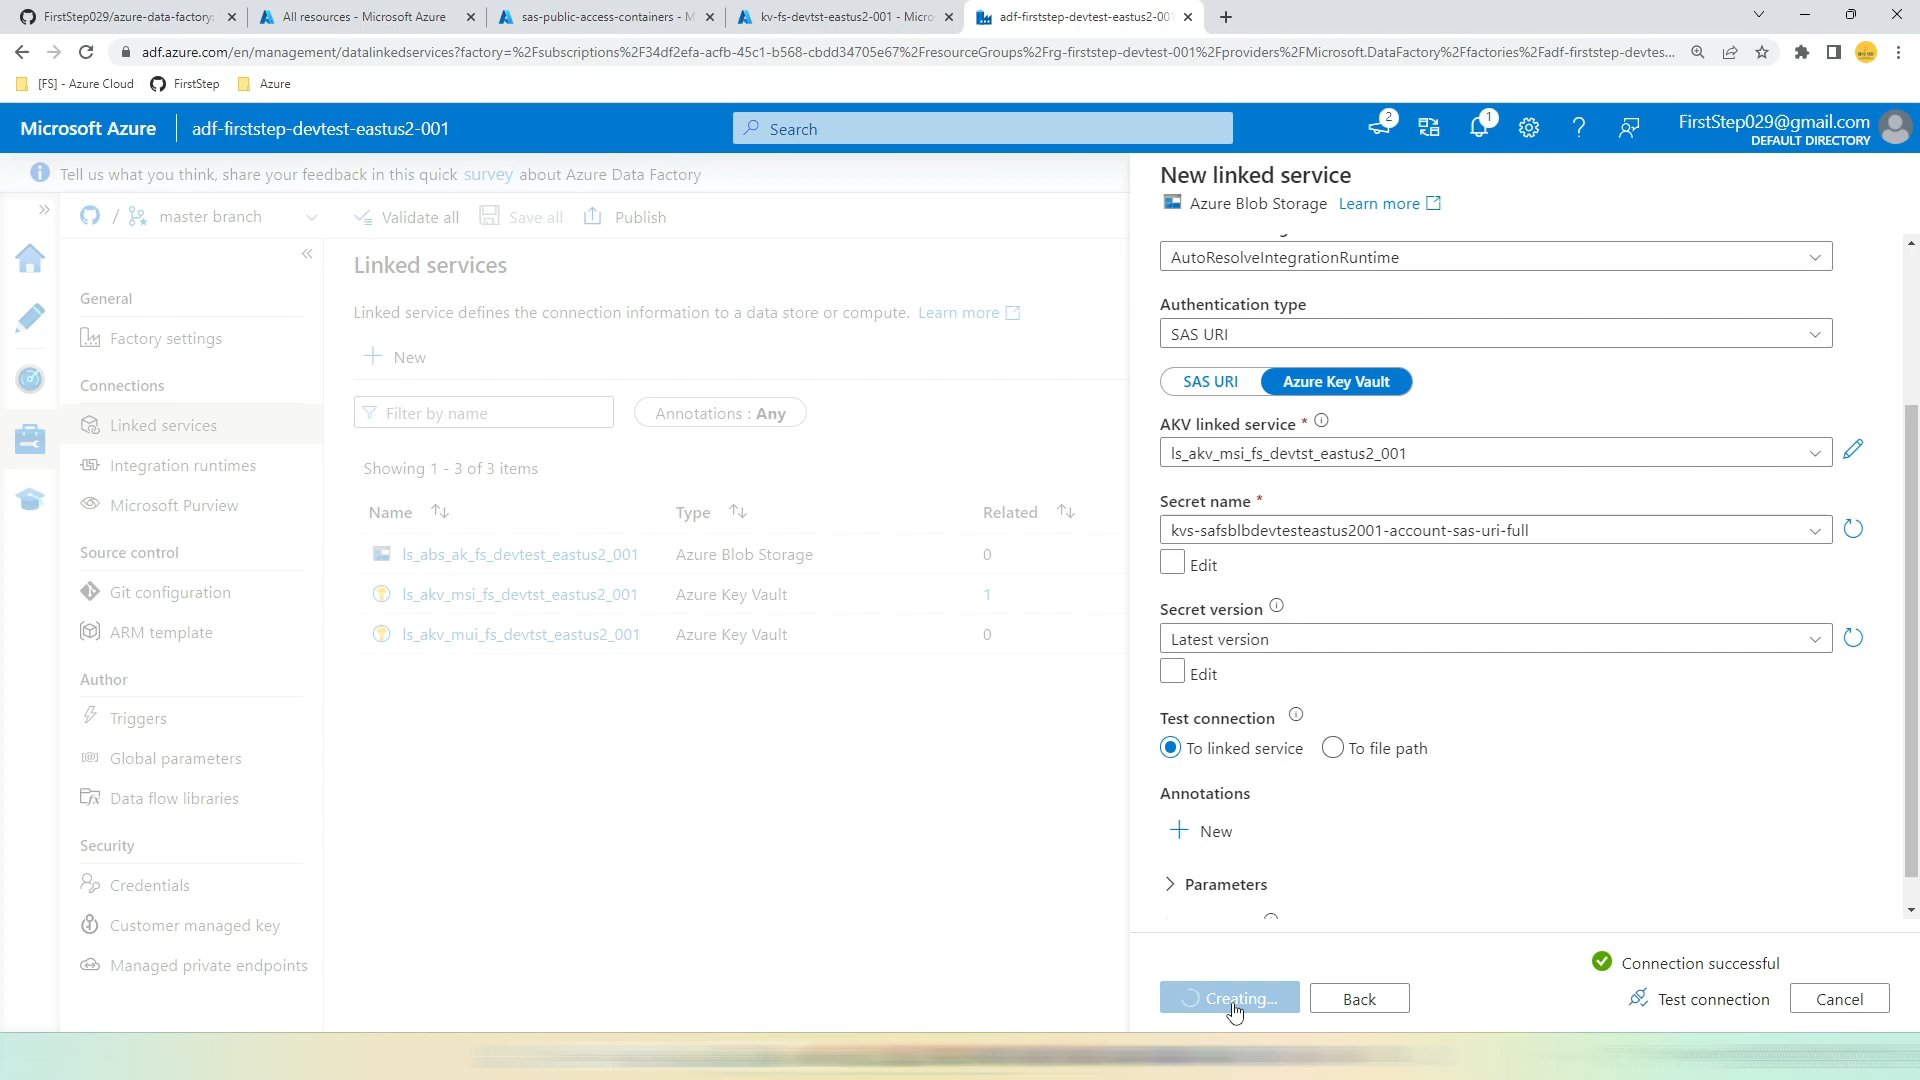 FirstStep029/azure-data-factory:
All resources - Microsoft Azure
sas-public-access-containers - M
kv-fs-devtst-eastus2-001 - Micro
adf-firststep-devtest-eastus2-001
adf.azure.com/en/management/datalinkedservices?factory=%2Fsubscriptions%2F34df2efa-acfb-45c1-b568-cbdd34705e67%2FresourceGroups%2Frg-firststep-devtest-001%2Fproviders%2FMicrosoft.DataFactory%2Ffactories%2Fadf-firststep-devtes...
[FS] - Azure Cloud
FirstStep
Azure
Microsoft Azure
adf-firststep-devtest-eastus2-001
Search
2
1
FirstStep029@gmail.com
DEFAULT DIRECTORY
Tell us what you think, share your feedback in this quick survey about Azure Data Factory
/ master branch
Validate all
Save all
Publish
General
Factory settings
Connections
Linked services
Integration runtimes
Microsoft Purview
Source control
Git configuration
ARM template
Author
Triggers
Global parameters
Data flow libraries
Security
Credentials
Customer managed key
Managed private endpoints
Linked services
Linked service defines the connection information to a data store or compute. Learn more
New
Filter by name
Annotations : Any
Showing 1 - 3 of 3 items
Name Type Related
ls_abs_ak_fs_devtest_eastus2_001 Azure Blob Storage 0
ls_akv_msi_fs_devtst_eastus2_001 Azure Key Vault 1
ls_akv_mui_fs_devtst_eastus2_001 Azure Key Vault 0
New linked service
Azure Blob Storage Learn more
AutoResolveIntegrationRuntime
Authentication type
SAS URI
SAS URI Azure Key Vault
AKV linked service *
ls_akv_msi_fs_devtst_eastus2_001
Secret name *
kvs-safsblbdevtesteastus2001-account-sas-uri-full
Edit
Secret version
Latest version
Edit
Test connection
To linked service To file path
Annotations
New
Parameters
Connection successful
Creating...
Back
Test connection
Cancel